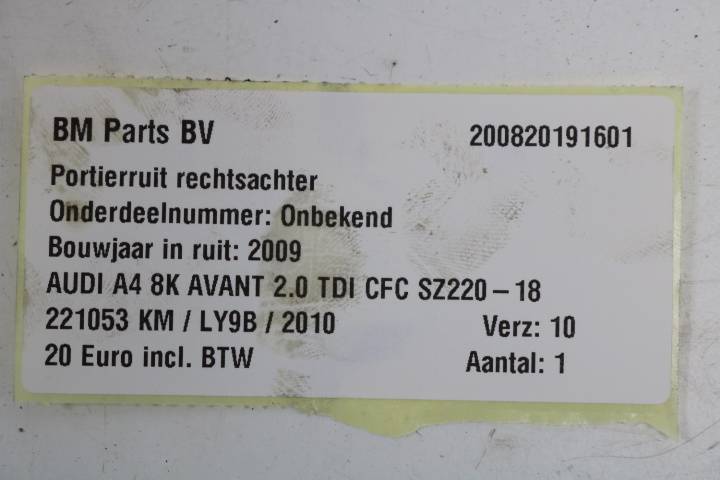 BM Parts BV 200820191601
Portierruit rechtsachter
Onderdeelnummer: Onbekend
Bouwjaar in ruit: 2009
AUDI A4 8K AVANT 2.0 TDI CFC SZ220 – 18
221053 KM / LY9B / 2010 Verz: 10
20 Euro incl. BTW Aantal: 1